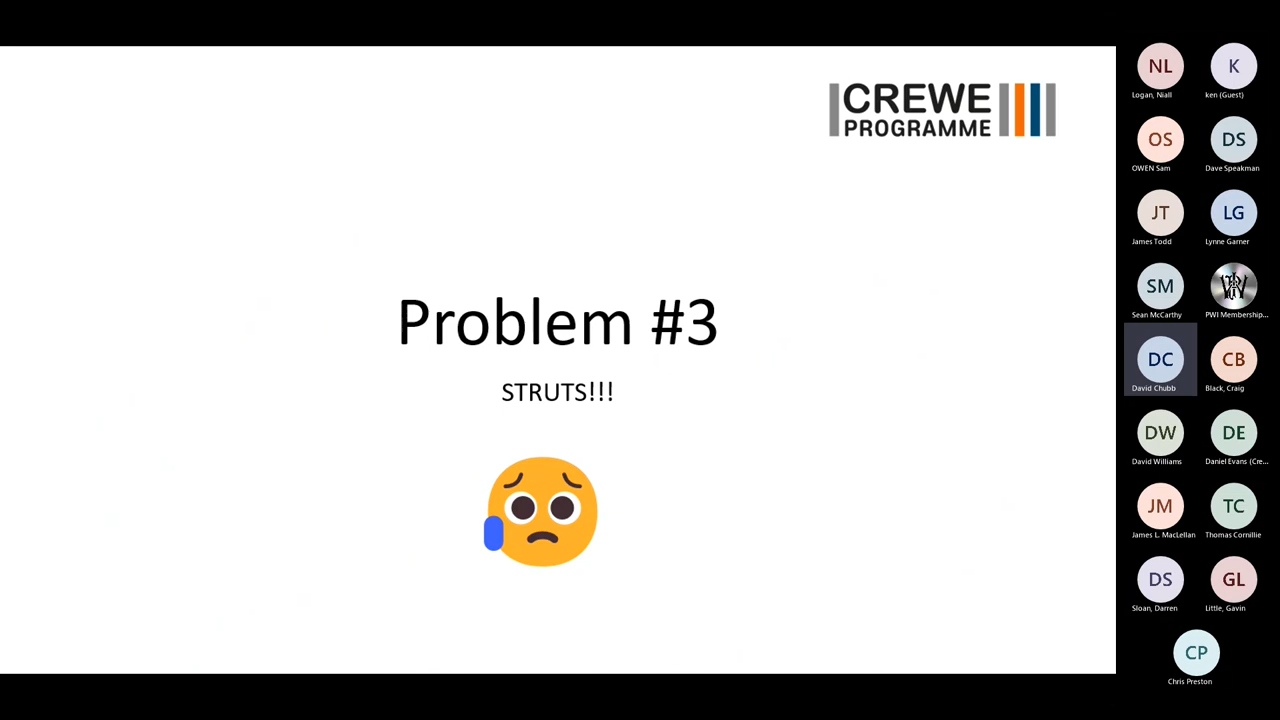 CREWE
PROGRAMME
Problem #3
STRUTS!!!
NL
Logan, Niall
K
ken (Guest)
OS
OWEN Sam
DS
Dave Speakman
JT
James Todd
LG
Lynne Garner
SM
Sean McCarthy
PWI Membership...
DC
David Chubb
CB
Black, Craig
DW
David Williams
DE
Daniel Evans (Cre...
JM
James L. MacLellan
TC
Thomas Cornillie
DS
Sloan, Darren
GL
Little, Gavin
CP
Chris Preston